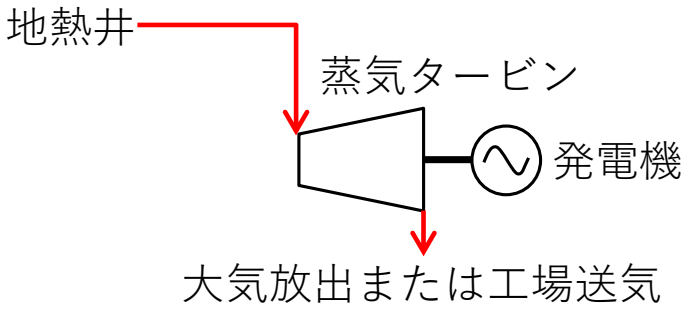 地熱井
蒸気タービン
発電機
大気放出または工場送気